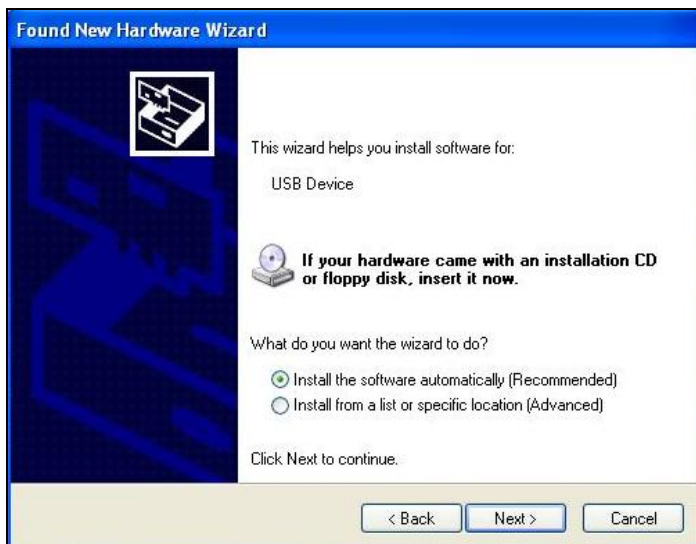 Found New Hardware Wizard
This wizard helps you install software for:
USB Device
If your hardware came with an installation CD
or floppy disk, insert it now.
What do you want the wizard to do?
Install the software automatically (Recommended)
Install from a list or specific location (Advanced)
Click Next to continue.
< Back Next > Cancel